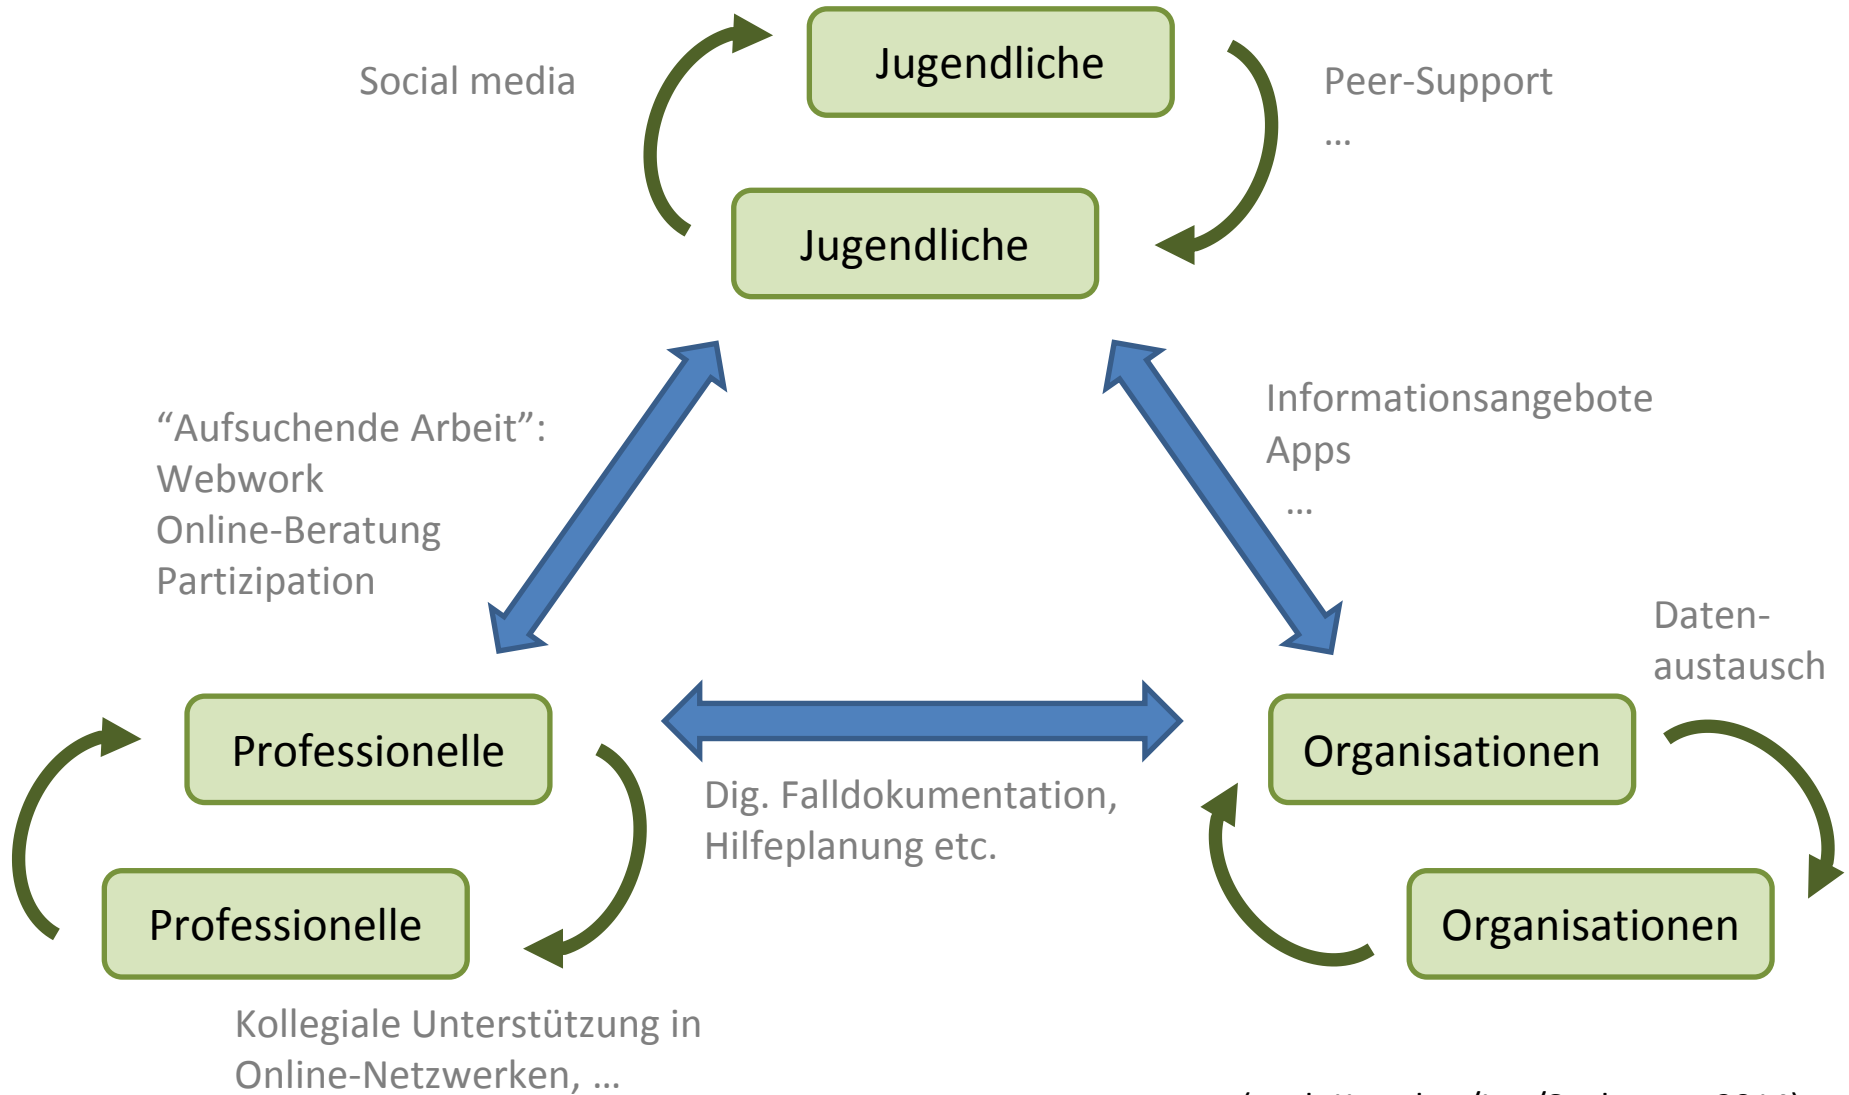 Jugendliche
Social media
Peer-Support
...
Jugendliche
Informationsangebote
Apps
...
“Aufsuchende Arbeit”:
Webwork
Online-Beratung
Partizipation
Daten-
austausch
Professionelle
Organisationen
Dig. Falldokumentation,
Hilfeplanung etc.
Professionelle
Organisationen
Kollegiale Unterstützung in
Online-Netzwerken, ...